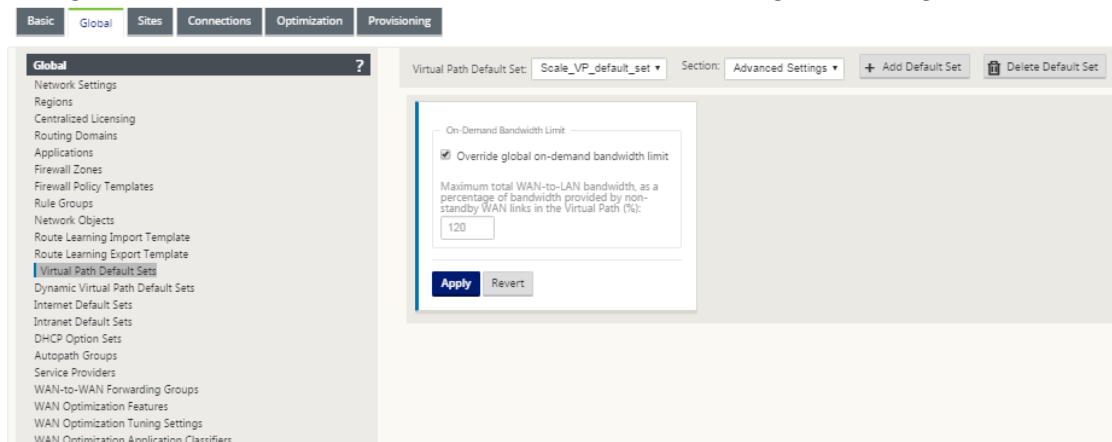 Basic Global Sites Connections Optimization Provisioning
Global ?
Network Settings
Regions
Centralized Licensing
Routing Domains
Applications
Firewall Zones
Firewall Policy Templates
Rule Groups
Network Objects
Route Learning Import Template
Route Learning Export Template
Virtual Path Default Sets
Dynamic Virtual Path Default Sets
Internet Default Sets
Intranet Default Sets
DHCP Option Sets
Autopath Groups
Service Providers
WAN-to-WAN Forwarding Groups
WAN Optimization Features
WAN Optimization Tuning Settings
WAN Optimization Application Classifiers
Virtual Path Default Set: Scale_VP_default_set Section: Advanced Settings + Add Default Set Delete Default Set
On-Demand Bandwidth Limit
Override global on-demand bandwidth limit
Maximum total WAN-to-LAN bandwidth, as a
percentage of bandwidth provided by non-
standby WAN links in the Virtual Path (%):
120
Apply Revert